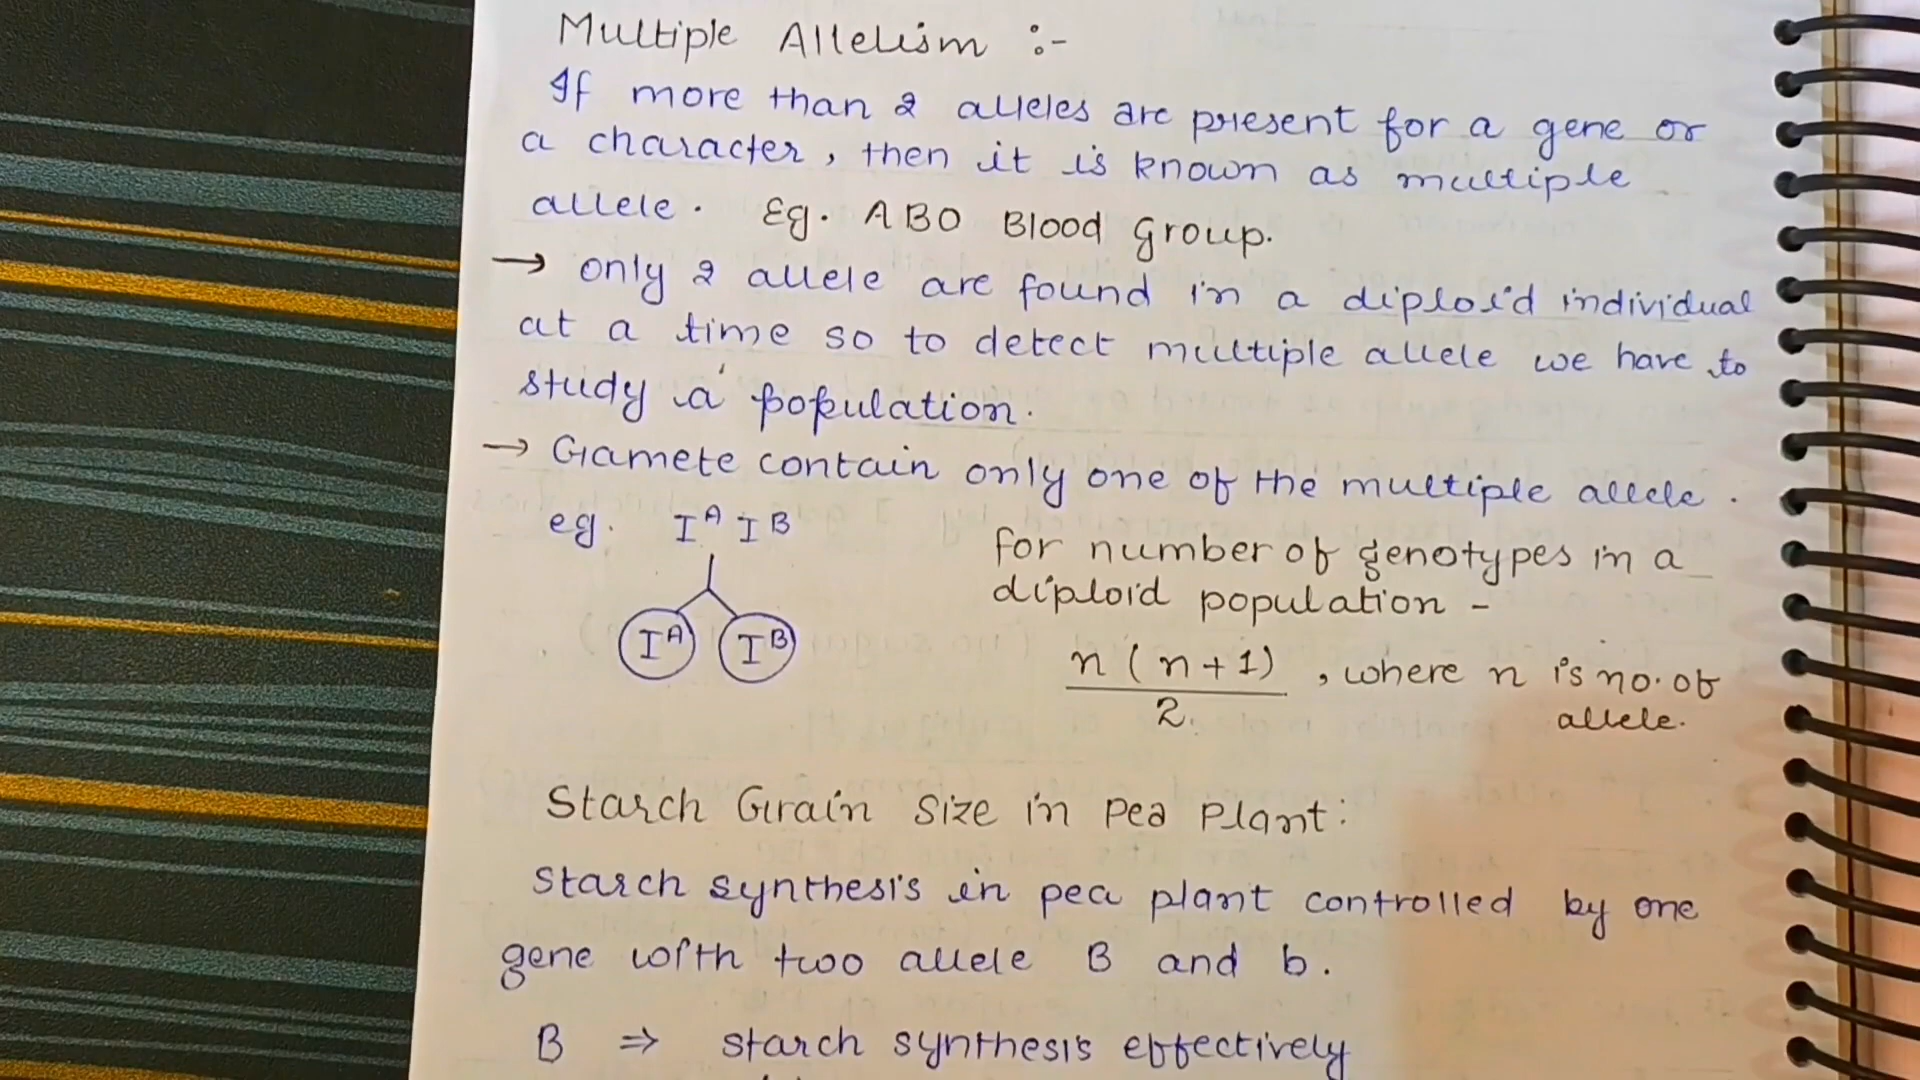 Multiple Allelism :-
If more than 2 alleles are present for a gene or
a character, then it is known as multiple
allele. Eg. ABO Blood group.
→ only 2 allele are found in a diploid individual
at a time so to detect multiple allele we have to
study a population.
→ Gamete contain only one of the multiple allele.
eg. I^A I^B
I^A I^B
for number of genotypes in a
diploid population -
n(n+1)
2. , where n is no. of
allele.
Starch Grain Size in Pea Plant:
Starch synthesis in pea plant controlled by one
gene with two allele B and b.
B ⇒ starch synthesis effectively